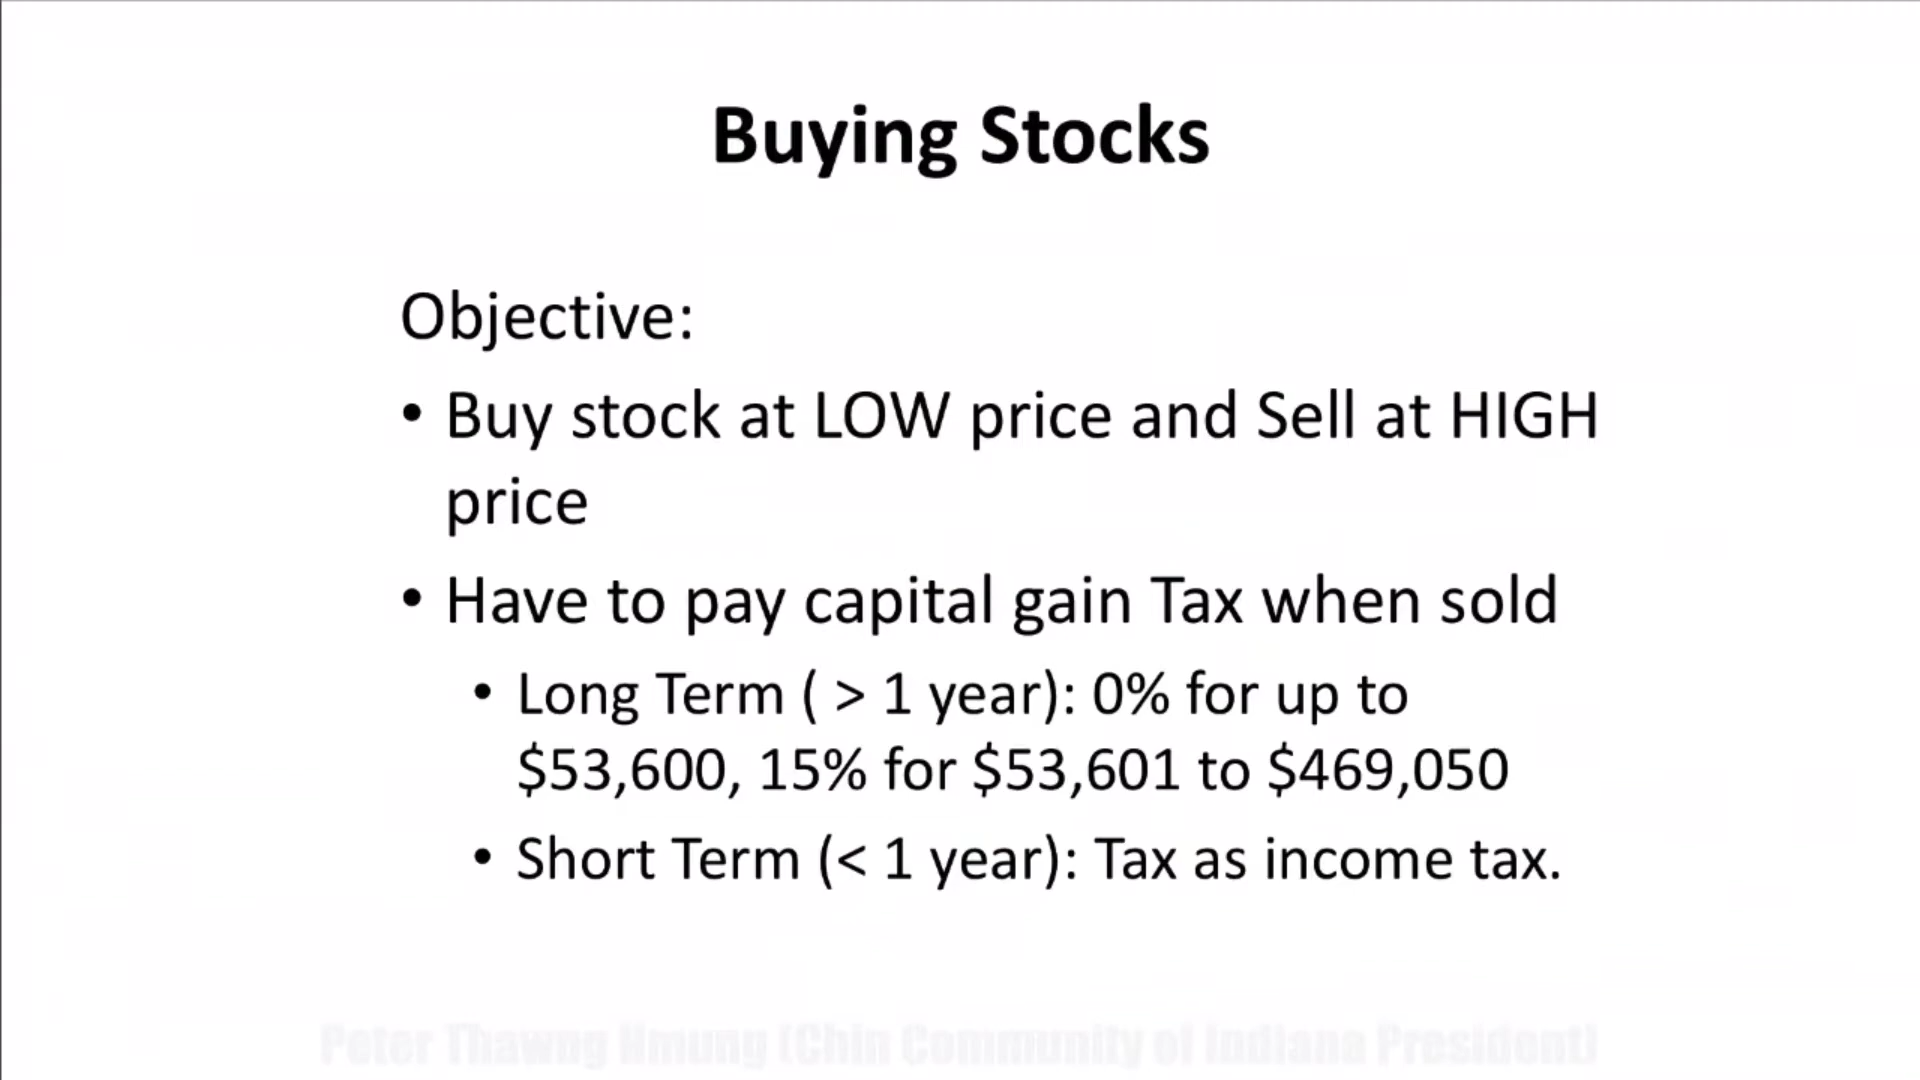 Buying Stocks
Objective:
• Buy stock at LOW price and Sell at HIGH
price
• Have to pay capital gain Tax when sold
• Long Term ( > 1 year): 0% for up to
$53,600, 15% for $53,601 to $469,050
• Short Term (< 1 year): Tax as income tax.
Peter Thawng Hmung (Chin Community of Indiana President)